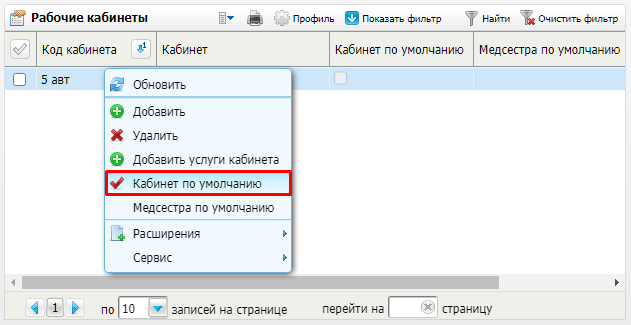 Рабочие кабинеты Профиль Показать фильтр Найти Очистить фильтр
Код кабинета 1 Кабинет Кабинет по умолчанию Медсестра по умолчанию
5 авт
Обновить
Добавить
Удалить
Добавить услуги кабинета
Кабинет по умолчанию
Медсестра по умолчанию
Расширения
Сервис
1 по 10 записей на странице перейти на страницу